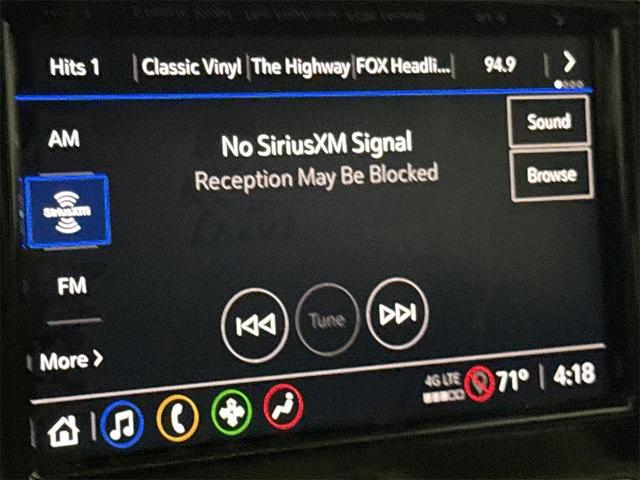 Hits 1 Classic Vinyl The Highway FOX Headli... 94.9
AM
No SiriusXM Signal
Sound
SiriusXM
Reception May Be Blocked
Browse
FM
Tune
More
4G LTE 71° 4:18